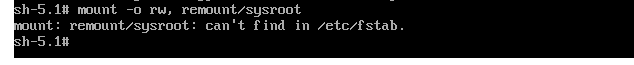 sh-5.1# mount -o rw, remount/sysroot
mount: remount/sysroot: can't find in /etc/fstab.
sh-5.1#